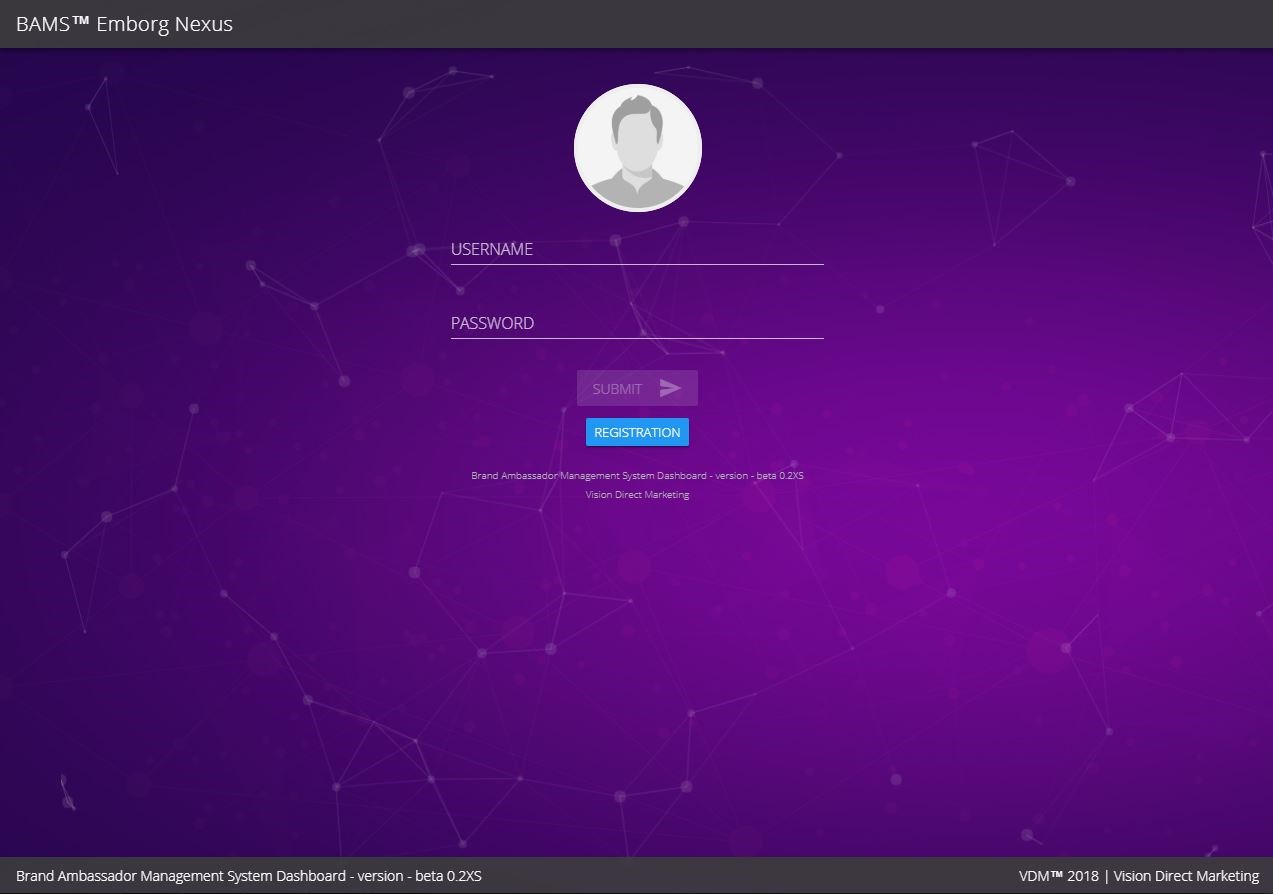 BAMS™ Emborg Nexus
USERNAME
PASSWORD
SUBMIT
REGISTRATION
Brand Ambassador Management System Dashboard - version - beta 0.2XS
Vision Direct Marketing
Brand Ambassador Management System Dashboard - version - beta 0.2XS
VDM™ 2018 | Vision Direct Marketing